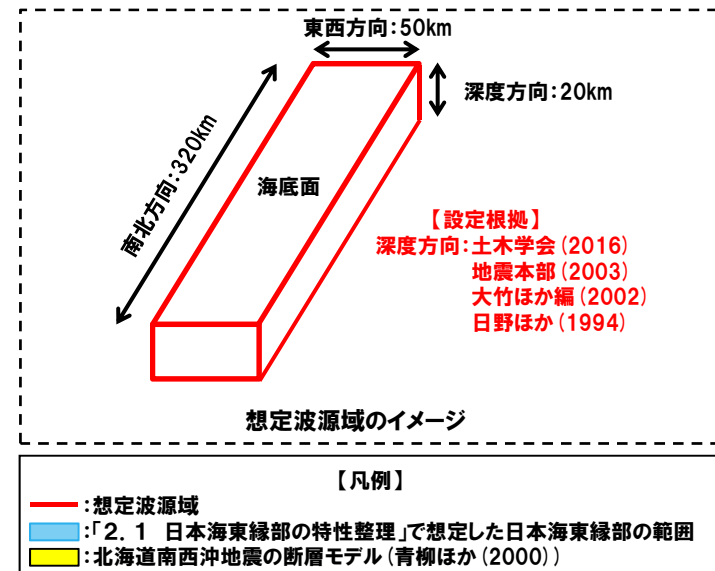 東西方向：50km
深度方向：20km
南北方向：320km
海底面
【設定根拠】
深度方向：土木学会（2016）
地震本部（2003）
大竹ほか編（2002）
日野ほか（1994）
想定波源域のイメージ
【凡例】
：想定波源域
：「２．１　日本海東縁部の特性整理」で想定した日本海東縁部の範囲
：北海道南西沖地震の断層モデル（青柳ほか（2000））